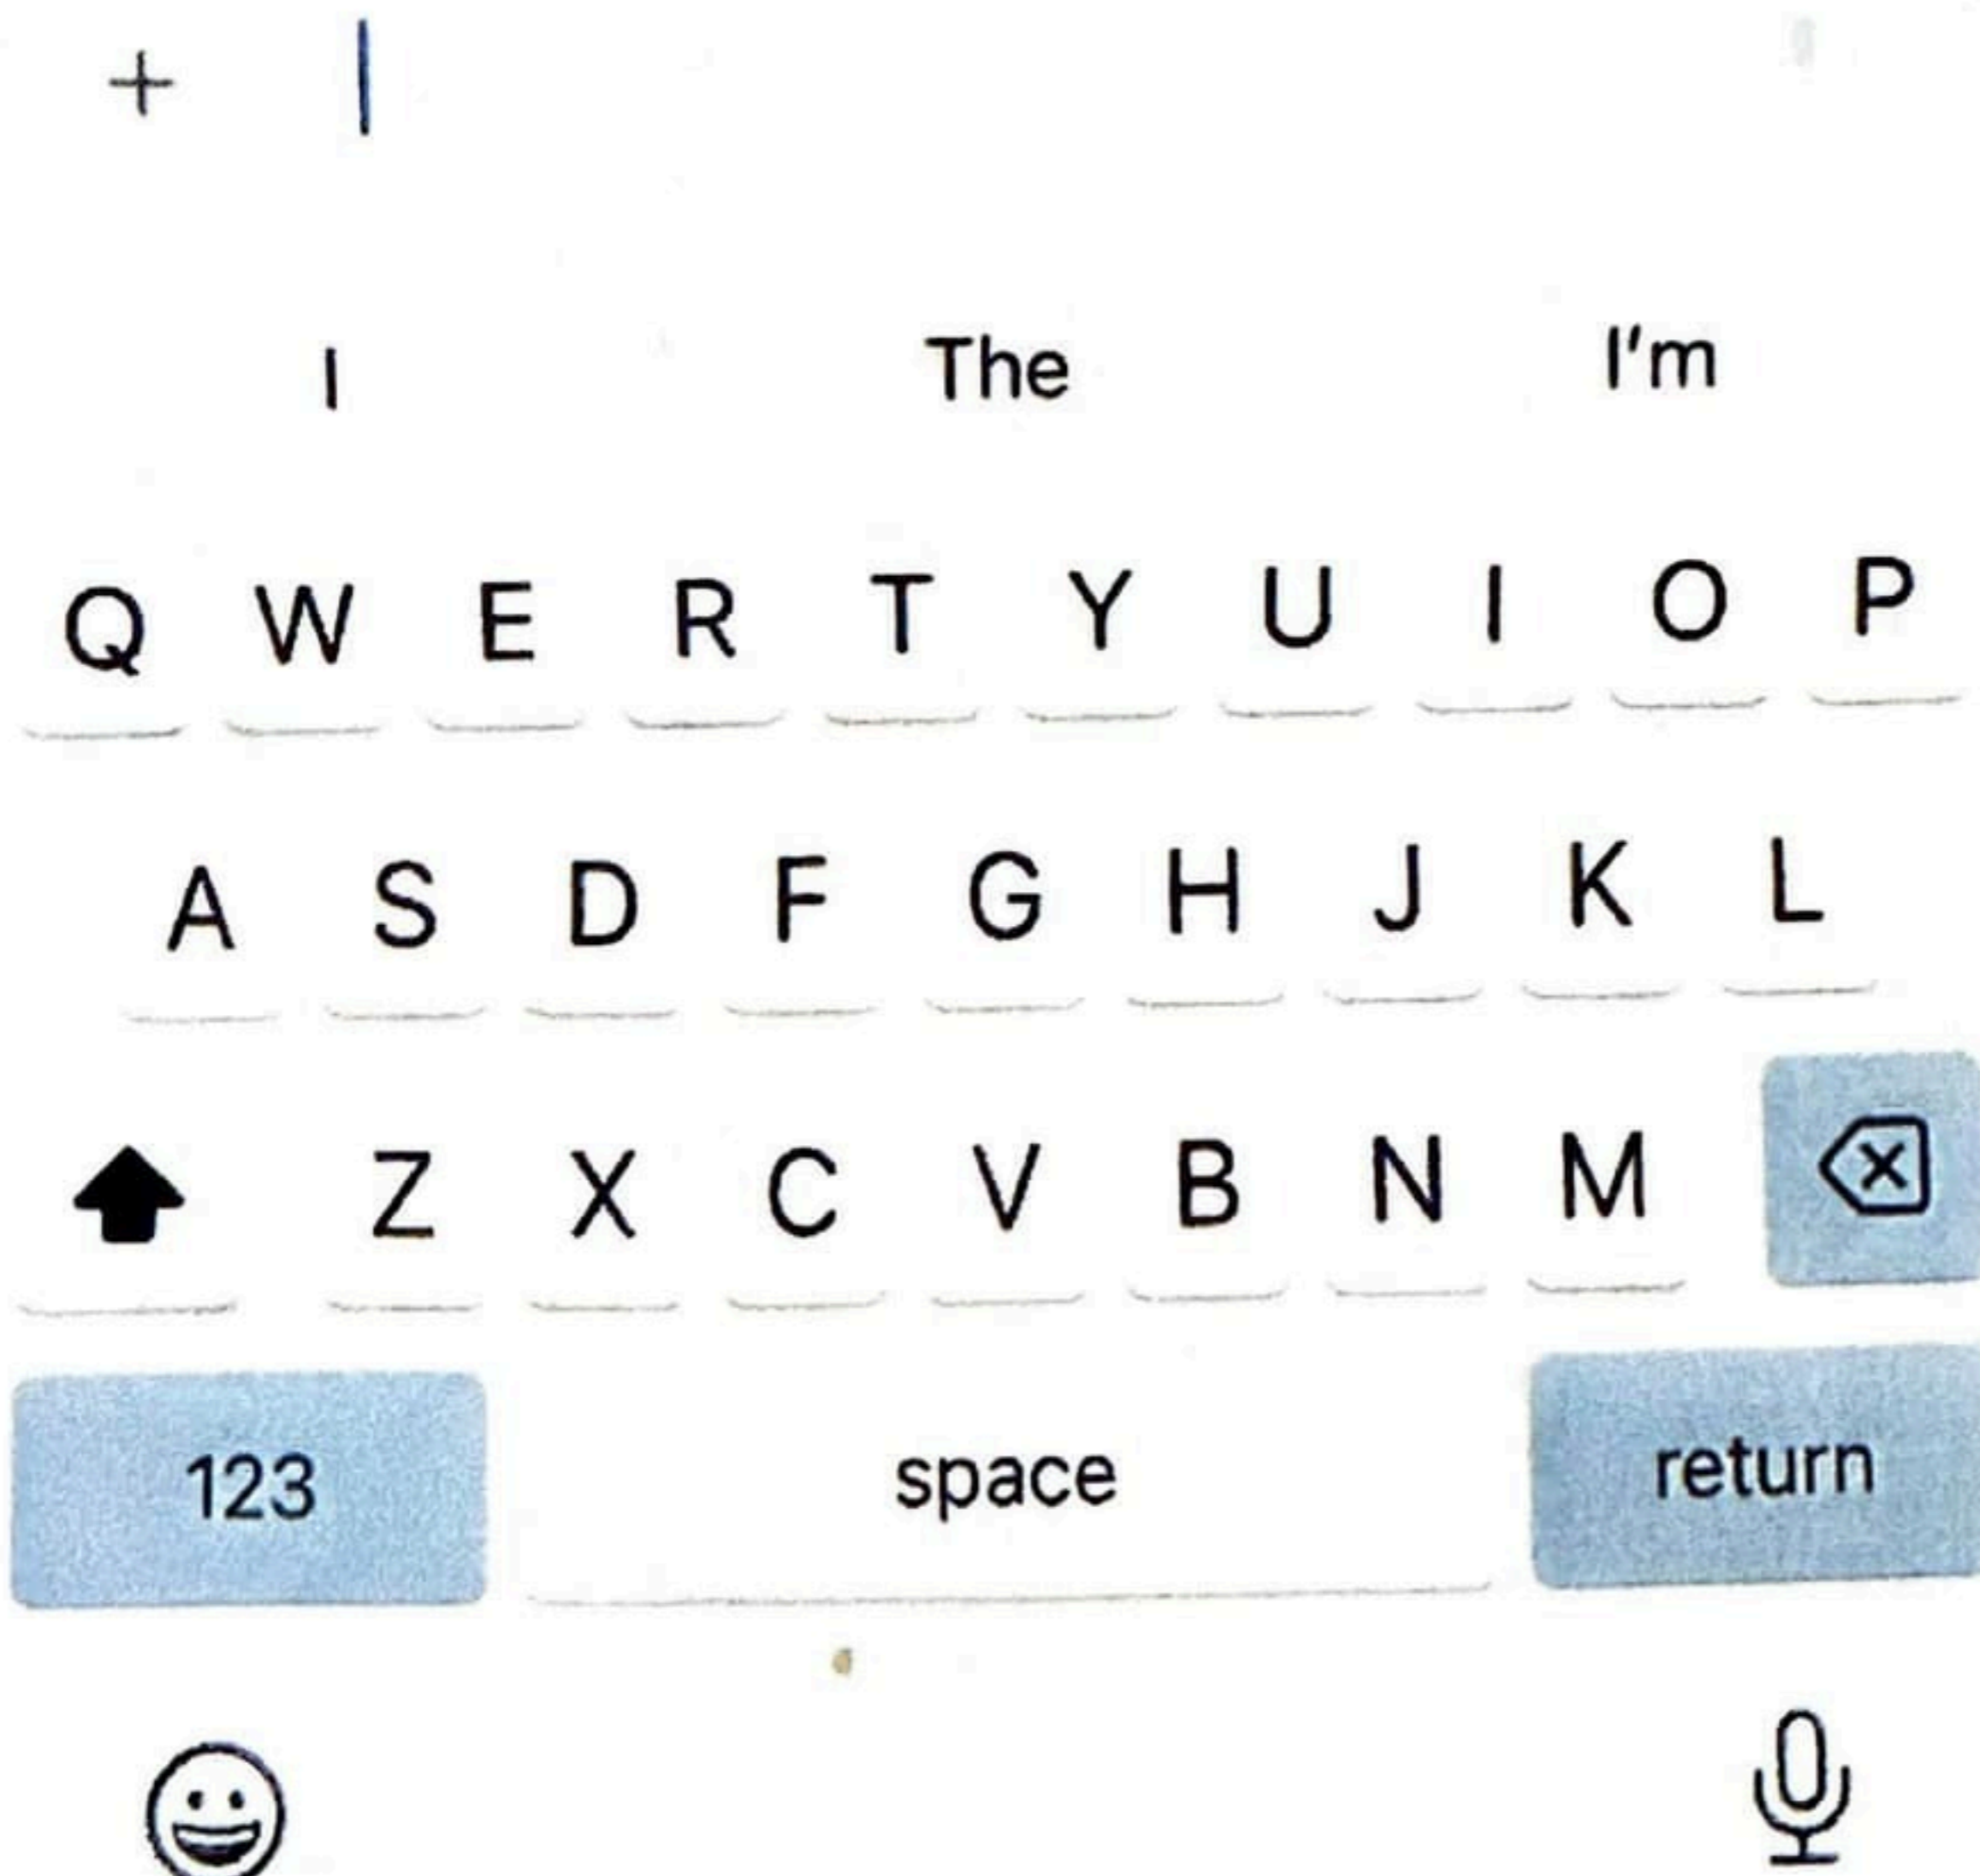 +
I The I'm
Q W E R T Y U I O P
A S D F G H J K L
Z X C V B N M
123 space return